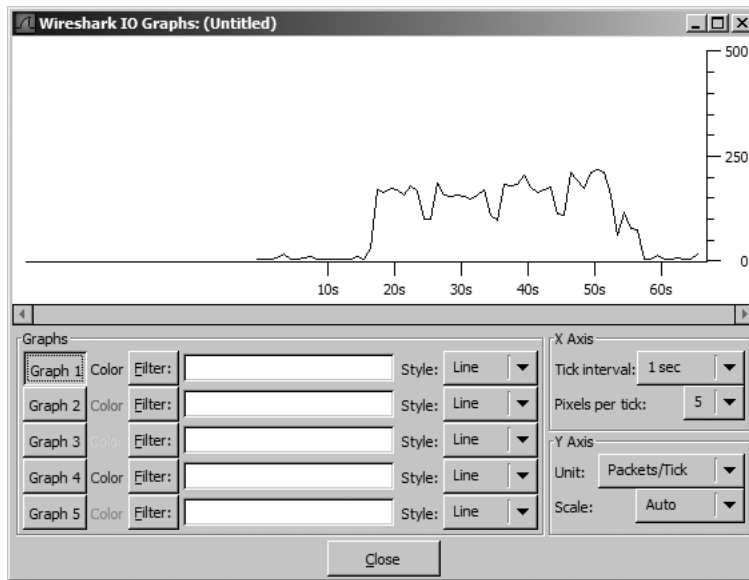 Wireshark IO Graphs: (Untitled)
500
250
0
10s 20s 30s 40s 50s 60s
Graphs
Graph 1 Color Filter: Style: Line
Graph 2 Color Filter: Style: Line
Graph 3 Color Filter: Style: Line
Graph 4 Color Filter: Style: Line
Graph 5 Color Filter: Style: Line
X Axis
Tick interval: 1 sec
Pixels per tick: 5
Y Axis
Unit: Packets/Tick
Scale: Auto
Close